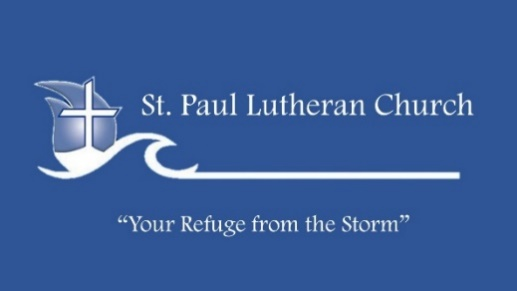 St. Paul Lutheran Church
“Your Refuge from the Storm”